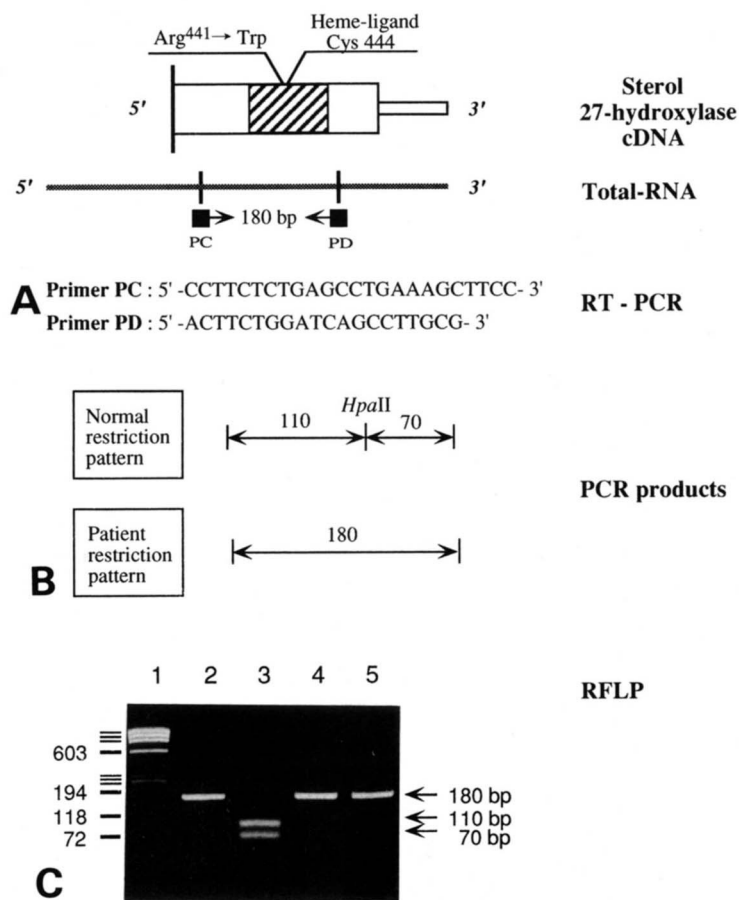 Arg441→ Trp
Heme-ligand
Cys 444
5'
3'
Sterol
27-hydroxylase
cDNA
5'
3'
Total-RNA
180 bp
PC
PD
A
Primer PC : 5' -CCTTCTCTGAGCCTGAAAGCTTCC- 3'
Primer PD : 5' -ACTTCTGGATCAGCCTTGCG- 3'
RT - PCR
Normal
restriction
pattern
HpaII
110
70
PCR products
Patient
restriction
pattern
180
B
1 2 3 4 5
RFLP
603
194
118
72
180 bp
110 bp
70 bp
C